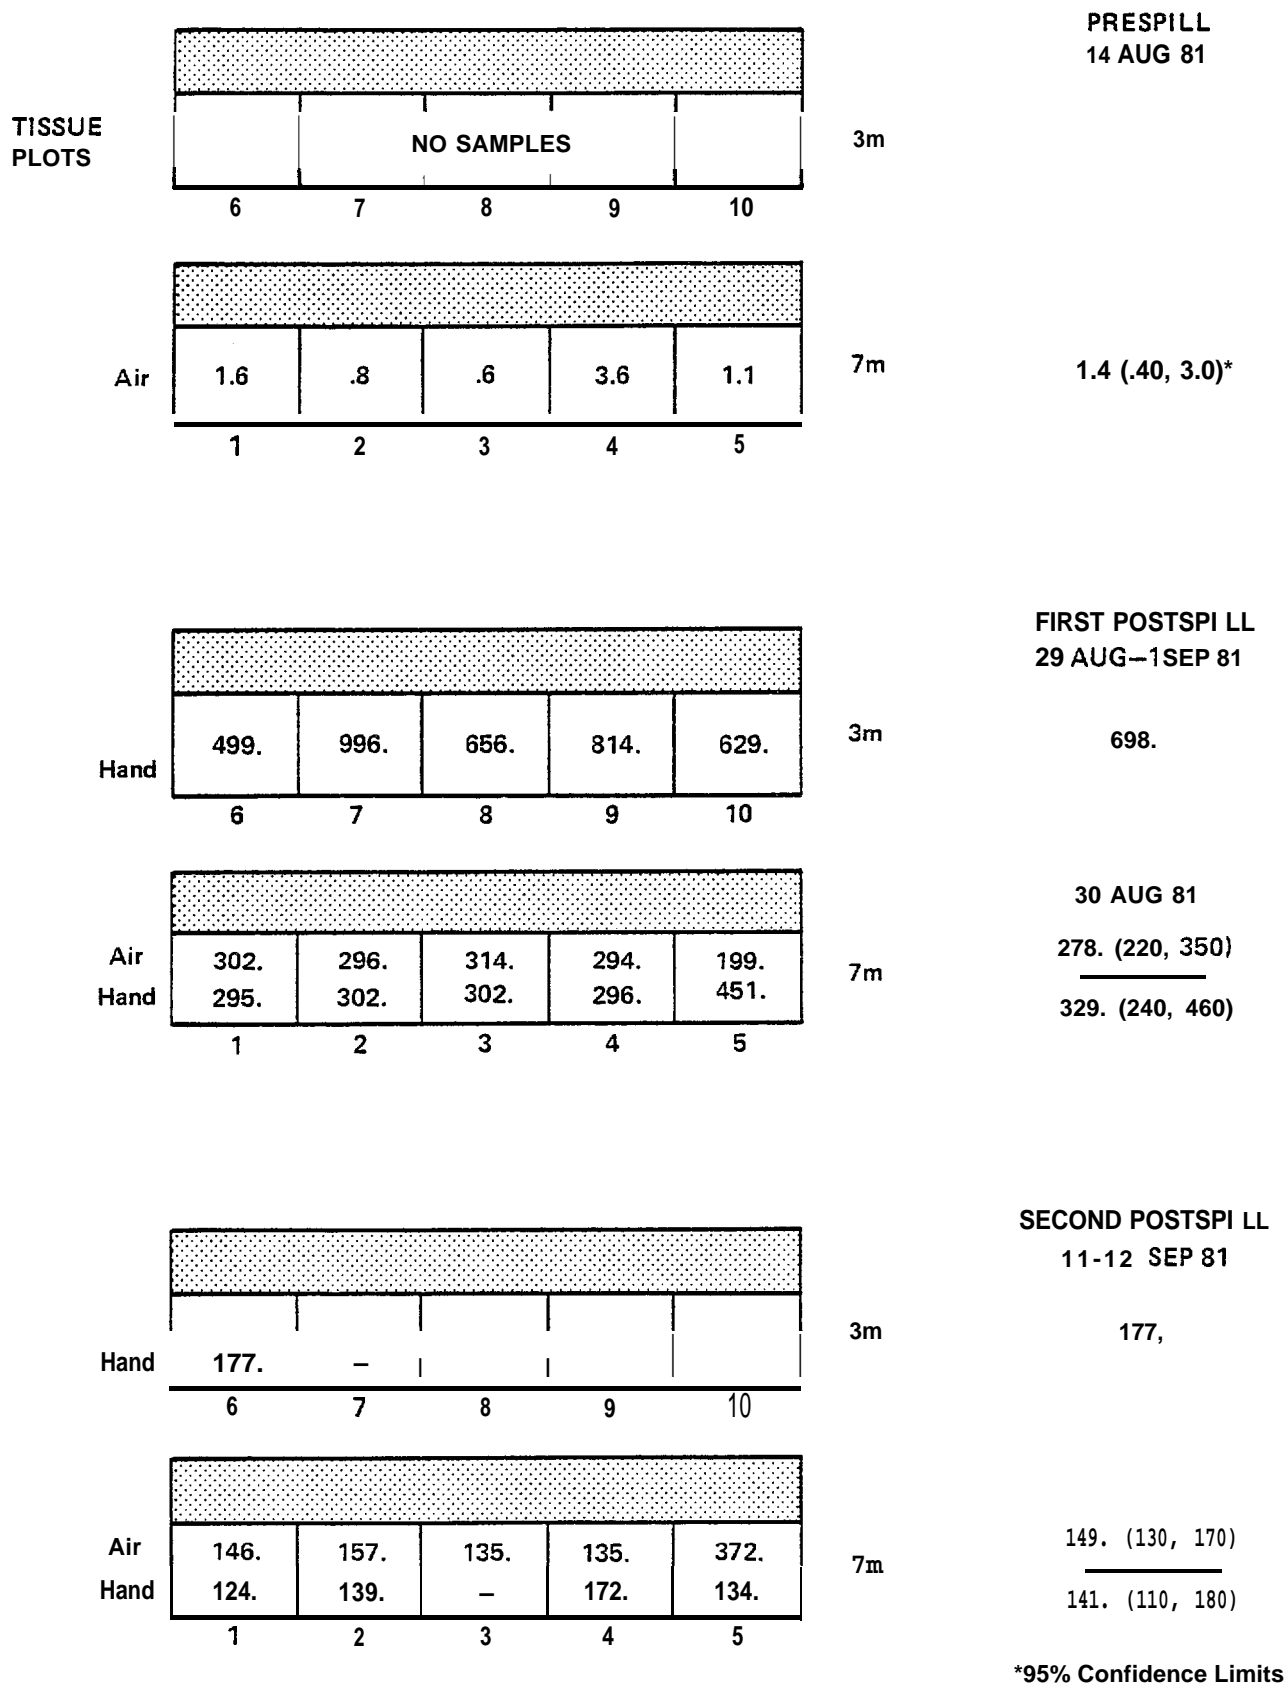 PRESPILL
14 AUG 81
TISSUE
PLOTS
NO SAMPLES
3m
6 7 8 9 10
Air 1.6 .8 .6 3.6 1.1 7m 1.4 (.40, 3.0)*
1 2 3 4 5
FIRST POSTSPI LL
29 AUG–1SEP 81
499. 996. 656. 814. 629. 3m 698.
Hand
6 7 8 9 10
30 AUG 81
Air 302. 296. 314. 294. 199. 278. (220, 350)
7m
Hand 295. 302. 302. 296. 451. 329. (240, 460)
1 2 3 4 5
SECOND POSTSPI LL
11-12 SEP 81
3m 177,
Hand 177. –
6 7 8 9 10
Air 146. 157. 135. 135. 372. 149. (130, 170)
7m
Hand 124. 139. – 172. 134. 141. (110, 180)
1 2 3 4 5
*95% Confidence Limits